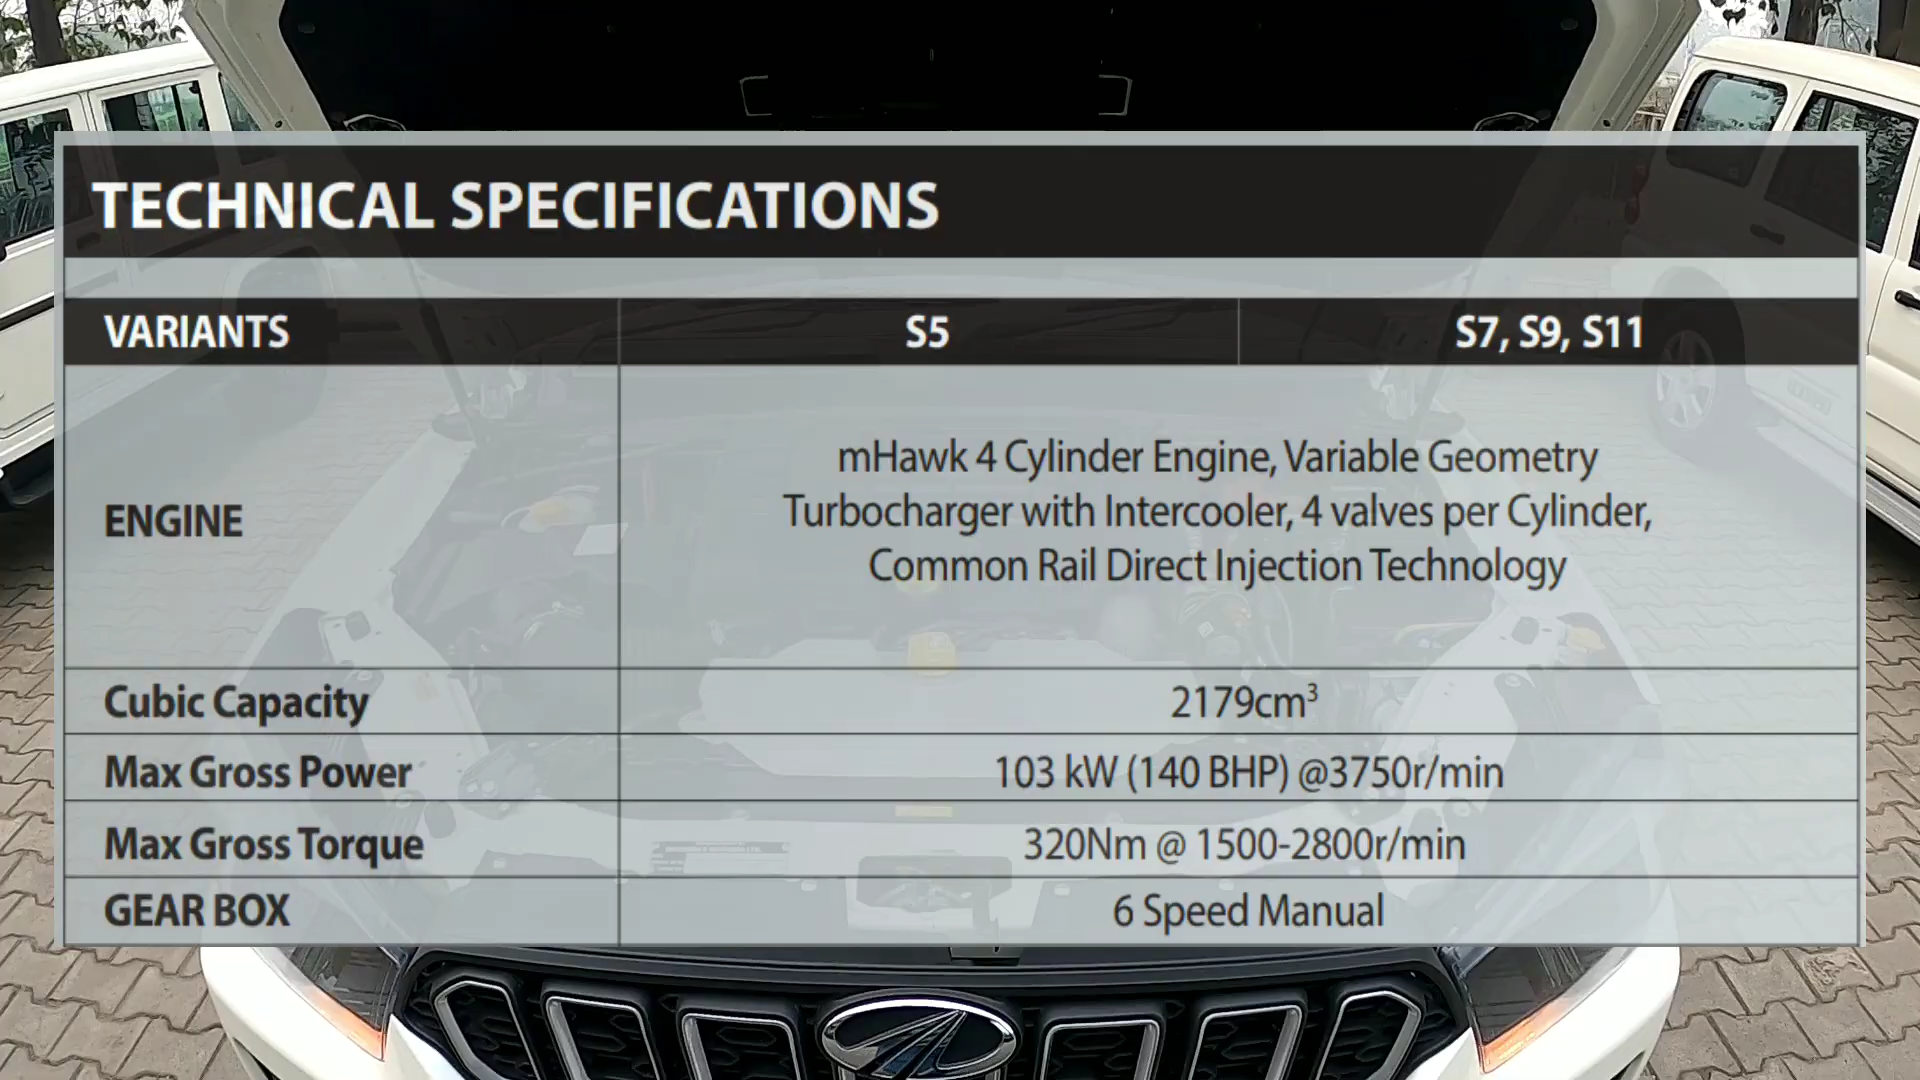 TECHNICAL SPECIFICATIONS
VARIANTS S5 S7, S9, S11
ENGINE
mHawk 4 Cylinder Engine, Variable Geometry
Turbocharger with Intercooler, 4 valves per Cylinder,
Common Rail Direct Injection Technology
Cubic Capacity 2179cm³
Max Gross Power 103 kW (140 BHP) @3750r/min
Max Gross Torque 320Nm @ 1500-2800r/min
GEAR BOX 6 Speed Manual